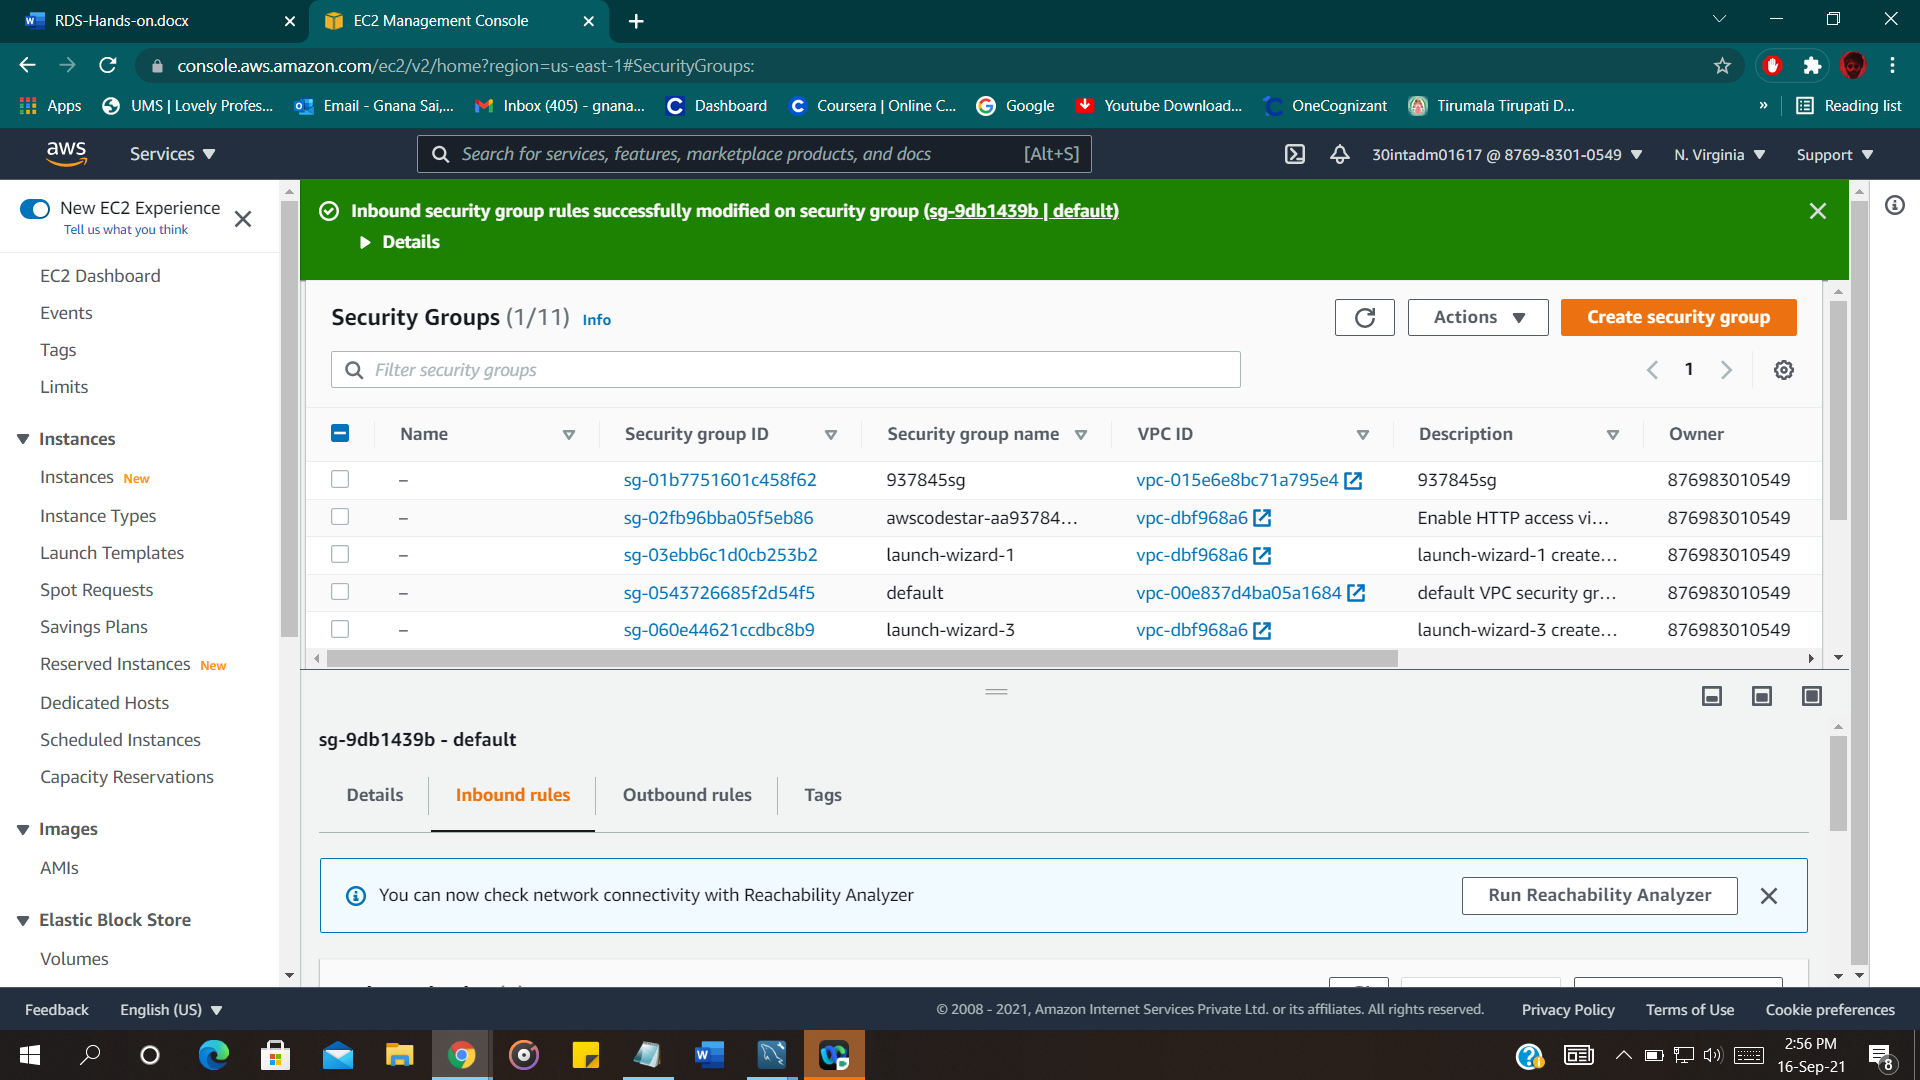 RDS-Hands-on.docx
EC2 Management Console
console.aws.amazon.com/ec2/v2/home?region=us-east-1#SecurityGroups:
Apps
UMS | Lovely Profes...
Email - Gnana Sai,...
Inbox (405) - gnana...
Dashboard
Coursera | Online C...
Google
Youtube Download...
OneCognizant
Tirumala Tirupati D...
»
Reading list
aws
Services
Search for services, features, marketplace products, and docs
[Alt+S]
30intadm01617 @ 8769-8301-0549
N. Virginia
Support
New EC2 Experience
Tell us what you think
EC2 Dashboard
Events
Tags
Limits
Instances
Instances New
Instance Types
Launch Templates
Spot Requests
Savings Plans
Reserved Instances New
Dedicated Hosts
Scheduled Instances
Capacity Reservations
Images
AMIs
Elastic Block Store
Volumes
Inbound security group rules successfully modified on security group (sg-9db1439b | default)
Details
Security Groups (1/11) Info
Actions
Create security group
Filter security groups
1
Name Security group ID Security group name VPC ID Description Owner
– sg-01b7751601c458f62 937845sg vpc-015e6e8bc71a795e4 937845sg 876983010549
– sg-02fb96bba05f5eb86 awscodestar-aa93784... vpc-dbf968a6 Enable HTTP access vi... 876983010549
– sg-03ebb6c1d0cb253b2 launch-wizard-1 vpc-dbf968a6 launch-wizard-1 create... 876983010549
– sg-0543726685f2d54f5 default vpc-00e837d4ba05a1684 default VPC security gr... 876983010549
– sg-060e44621ccdbc8b9 launch-wizard-3 vpc-dbf968a6 launch-wizard-3 create... 876983010549
sg-9db1439b - default
Details
Inbound rules
Outbound rules
Tags
You can now check network connectivity with Reachability Analyzer
Run Reachability Analyzer
Feedback
English (US)
© 2008 - 2021, Amazon Internet Services Private Ltd. or its affiliates. All rights reserved.
Privacy Policy
Terms of Use
Cookie preferences
2:56 PM
16-Sep-21
8